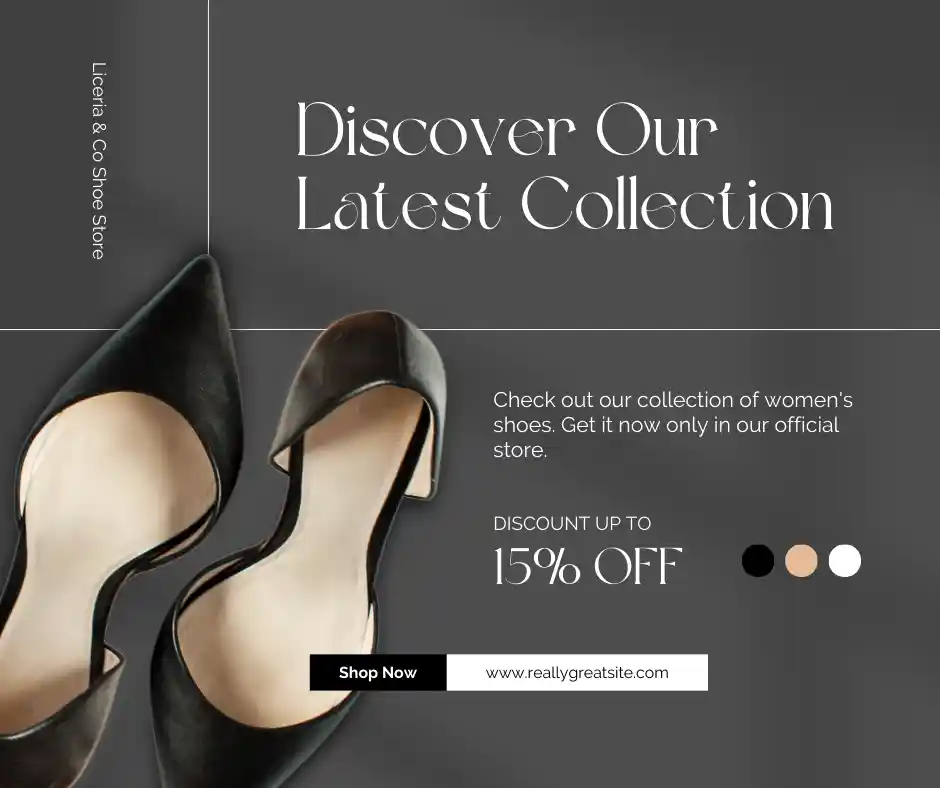 Liceria & Co Shoe Store
Discover Our
Latest Collection
Check out our collection of women's
shoes. Get it now only in our official
store.
DISCOUNT UP TO
15% OFF
Shop Now
www.reallygreatsite.com